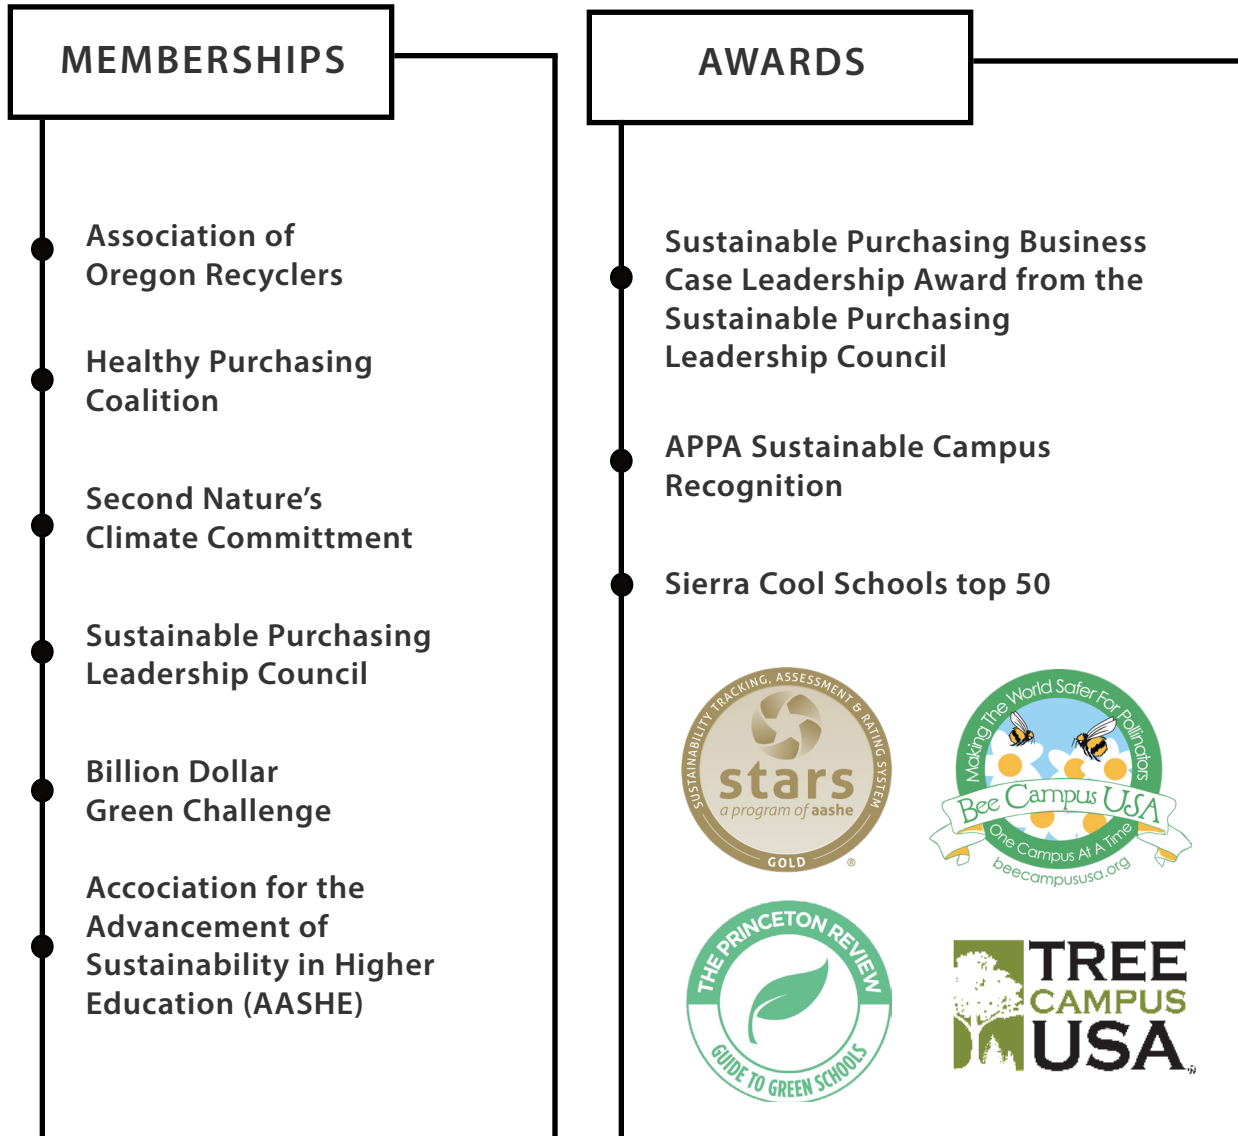 MEMBERSHIPS
Association of
Oregon Recyclers
Healthy Purchasing
Coalition
Second Nature’s
Climate Committment
Sustainable Purchasing
Leadership Council
Billion Dollar
Green Challenge
Accociation for the
Advancement of
Sustainability in Higher
Education (AASHE)
AWARDS
Sustainable Purchasing Business
Case Leadership Award from the
Sustainable Purchasing
Leadership Council
APPA Sustainable Campus
Recognition
Sierra Cool Schools top 50
SUSTAINABILITY TRACKING, ASSESSMENT & RATING SYSTEM
stars
a program of aashe
GOLD
®
Making The World Safer For Pollinators
Bee Campus USA
One Campus At A Time
beecampususa.org
THE PRINCETON REVIEW
GUIDE TO GREEN SCHOOLS
TREE
CAMPUS
USA